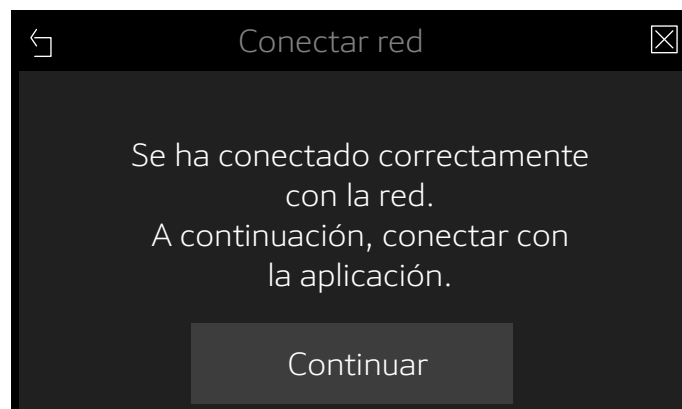 Conectar red
Se ha conectado correctamente
con la red.
A continuación, conectar con
la aplicación.
Continuar